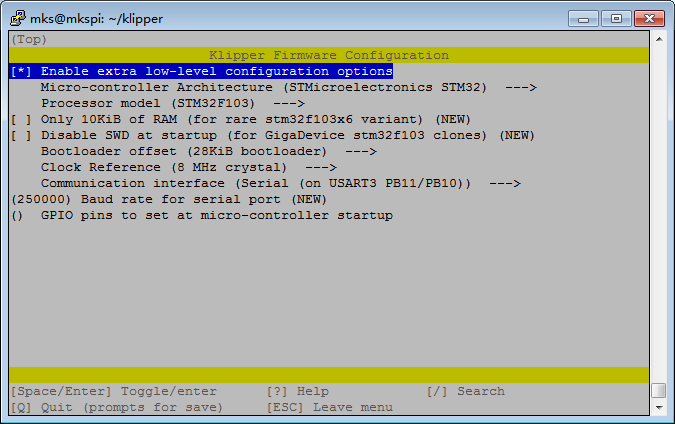 mks@mkspi: ~/klipper
(Top)
Klipper Firmware Configuration
[*] Enable extra low-level configuration options
Micro-controller Architecture (STMicroelectronics STM32)  --->
Processor model (STM32F103)  --->
[ ] Only 10KiB of RAM (for rare stm32f103x6 variant) (NEW)
[ ] Disable SWD at startup (for GigaDevice stm32f103 clones) (NEW)
Bootloader offset (28KiB bootloader)  --->
Clock Reference (8 MHz crystal)  --->
Communication interface (Serial (on USART3 PB11/PB10))  --->
(250000) Baud rate for serial port (NEW)
()  GPIO pins to set at micro-controller startup
[Space/Enter] Toggle/enter [?] Help [/] Search
[Q] Quit (prompts for save) [ESC] Leave menu